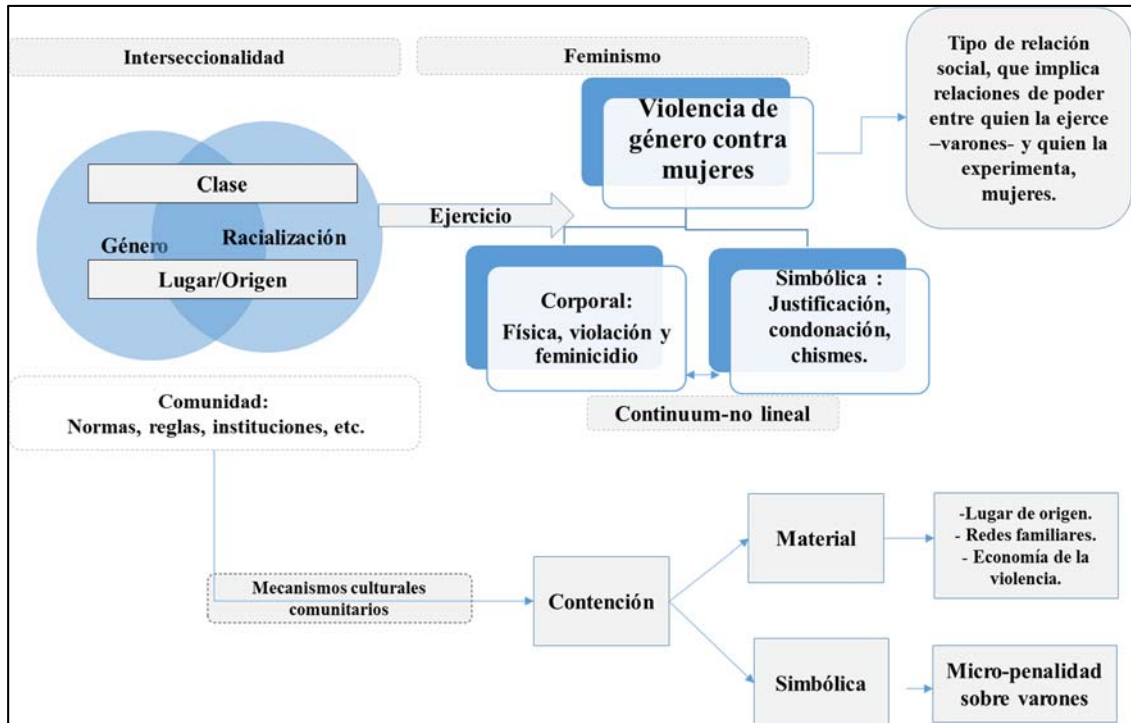 Interseccionalidad
Feminismo
Tipo de relación
social, que implica
relaciones de poder
entre quien la ejerce
–varones- y quien la
experimenta,
mujeres.
Violencia de
género contra
mujeres
Clase
Género
Racialización
Lugar/Origen
Ejercicio
Corporal:
Física, violación y
feminicidio
Simbólica :
Justificación,
condonación,
chismes.
Continuum-no lineal
Comunidad:
Normas, reglas, instituciones, etc.
Mecanismos culturales
comunitarios
Contención
Material
-Lugar de origen.
- Redes familiares.
- Economía de la
violencia.
Simbólica
Micro-penalidad
sobre varones